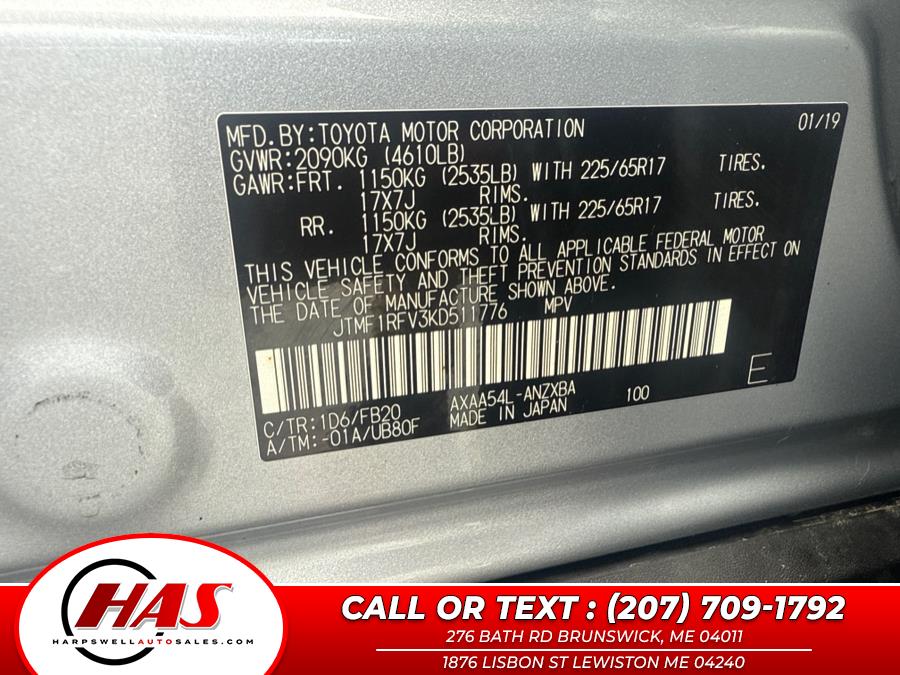 MFD.BY:TOYOTA MOTOR CORPORATION 01/19
GVWR:2090KG (4610LB)
GAWR:FRT. 1150KG (2535LB) WITH 225/65R17 TIRES.
17X7J RIMS.
RR. 1150KG (2535LB) WITH 225/65R17 TIRES.
17X7J RIMS.
THIS VEHICLE CONFORMS TO ALL APPLICABLE FEDERAL MOTOR
VEHICLE SAFETY AND THEFT PREVENTION STANDARDS IN EFFECT ON
THE DATE OF MANUFACTURE SHOWN ABOVE.
JTMF1RFV3KD511776 MPV
E
C/TR:1D6/FB20 AXAA54L-ANZXBA 100
A/TM:-01A/UB80F MADE IN JAPAN
HAS
HARPSWELLAUTOSALES.COM
CALL OR TEXT : (207) 709-1792
276 BATH RD BRUNSWICK, ME 04011
1876 LISBON ST LEWISTON ME 04240